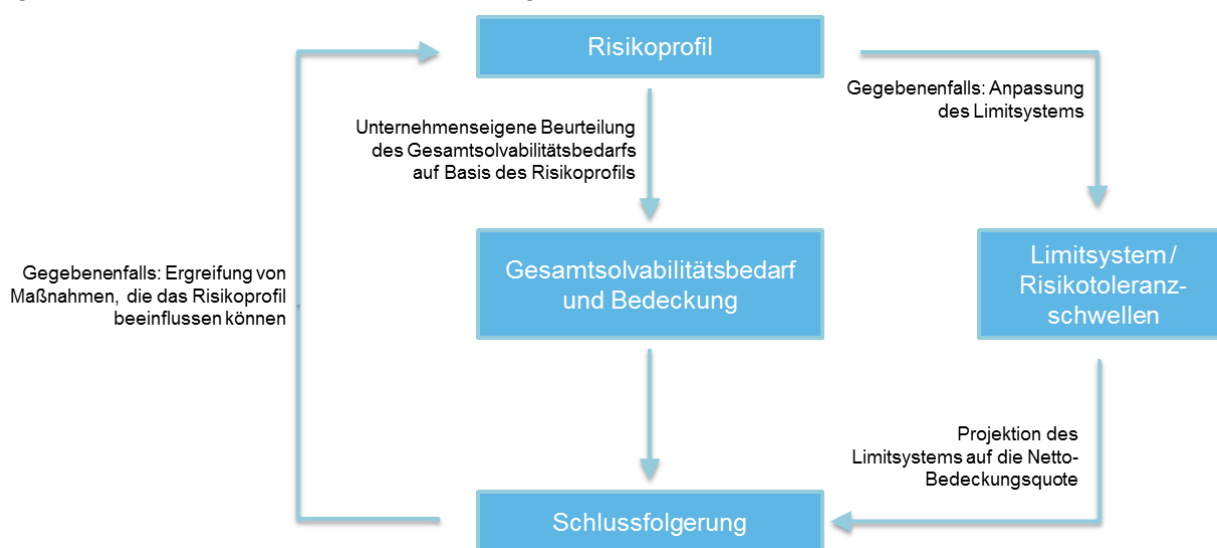 Risikoprofil
Gegebenenfalls: Anpassung
des Limitsystems
Unternehmenseigene Beurteilung
des Gesamtsolvabilitätsbedarfs
auf Basis des Risikoprofils
Gesamtsolvabilitätsbedarf
und Bedeckung
Limitsystem /
Risikotoleranz-
schwellen
Gegebenenfalls: Ergreifung von
Maßnahmen, die das Risikoprofil
beeinflussen können
Projektion des
Limitsystems auf die Netto-
Bedeckungsquote
Schlussfolgerung